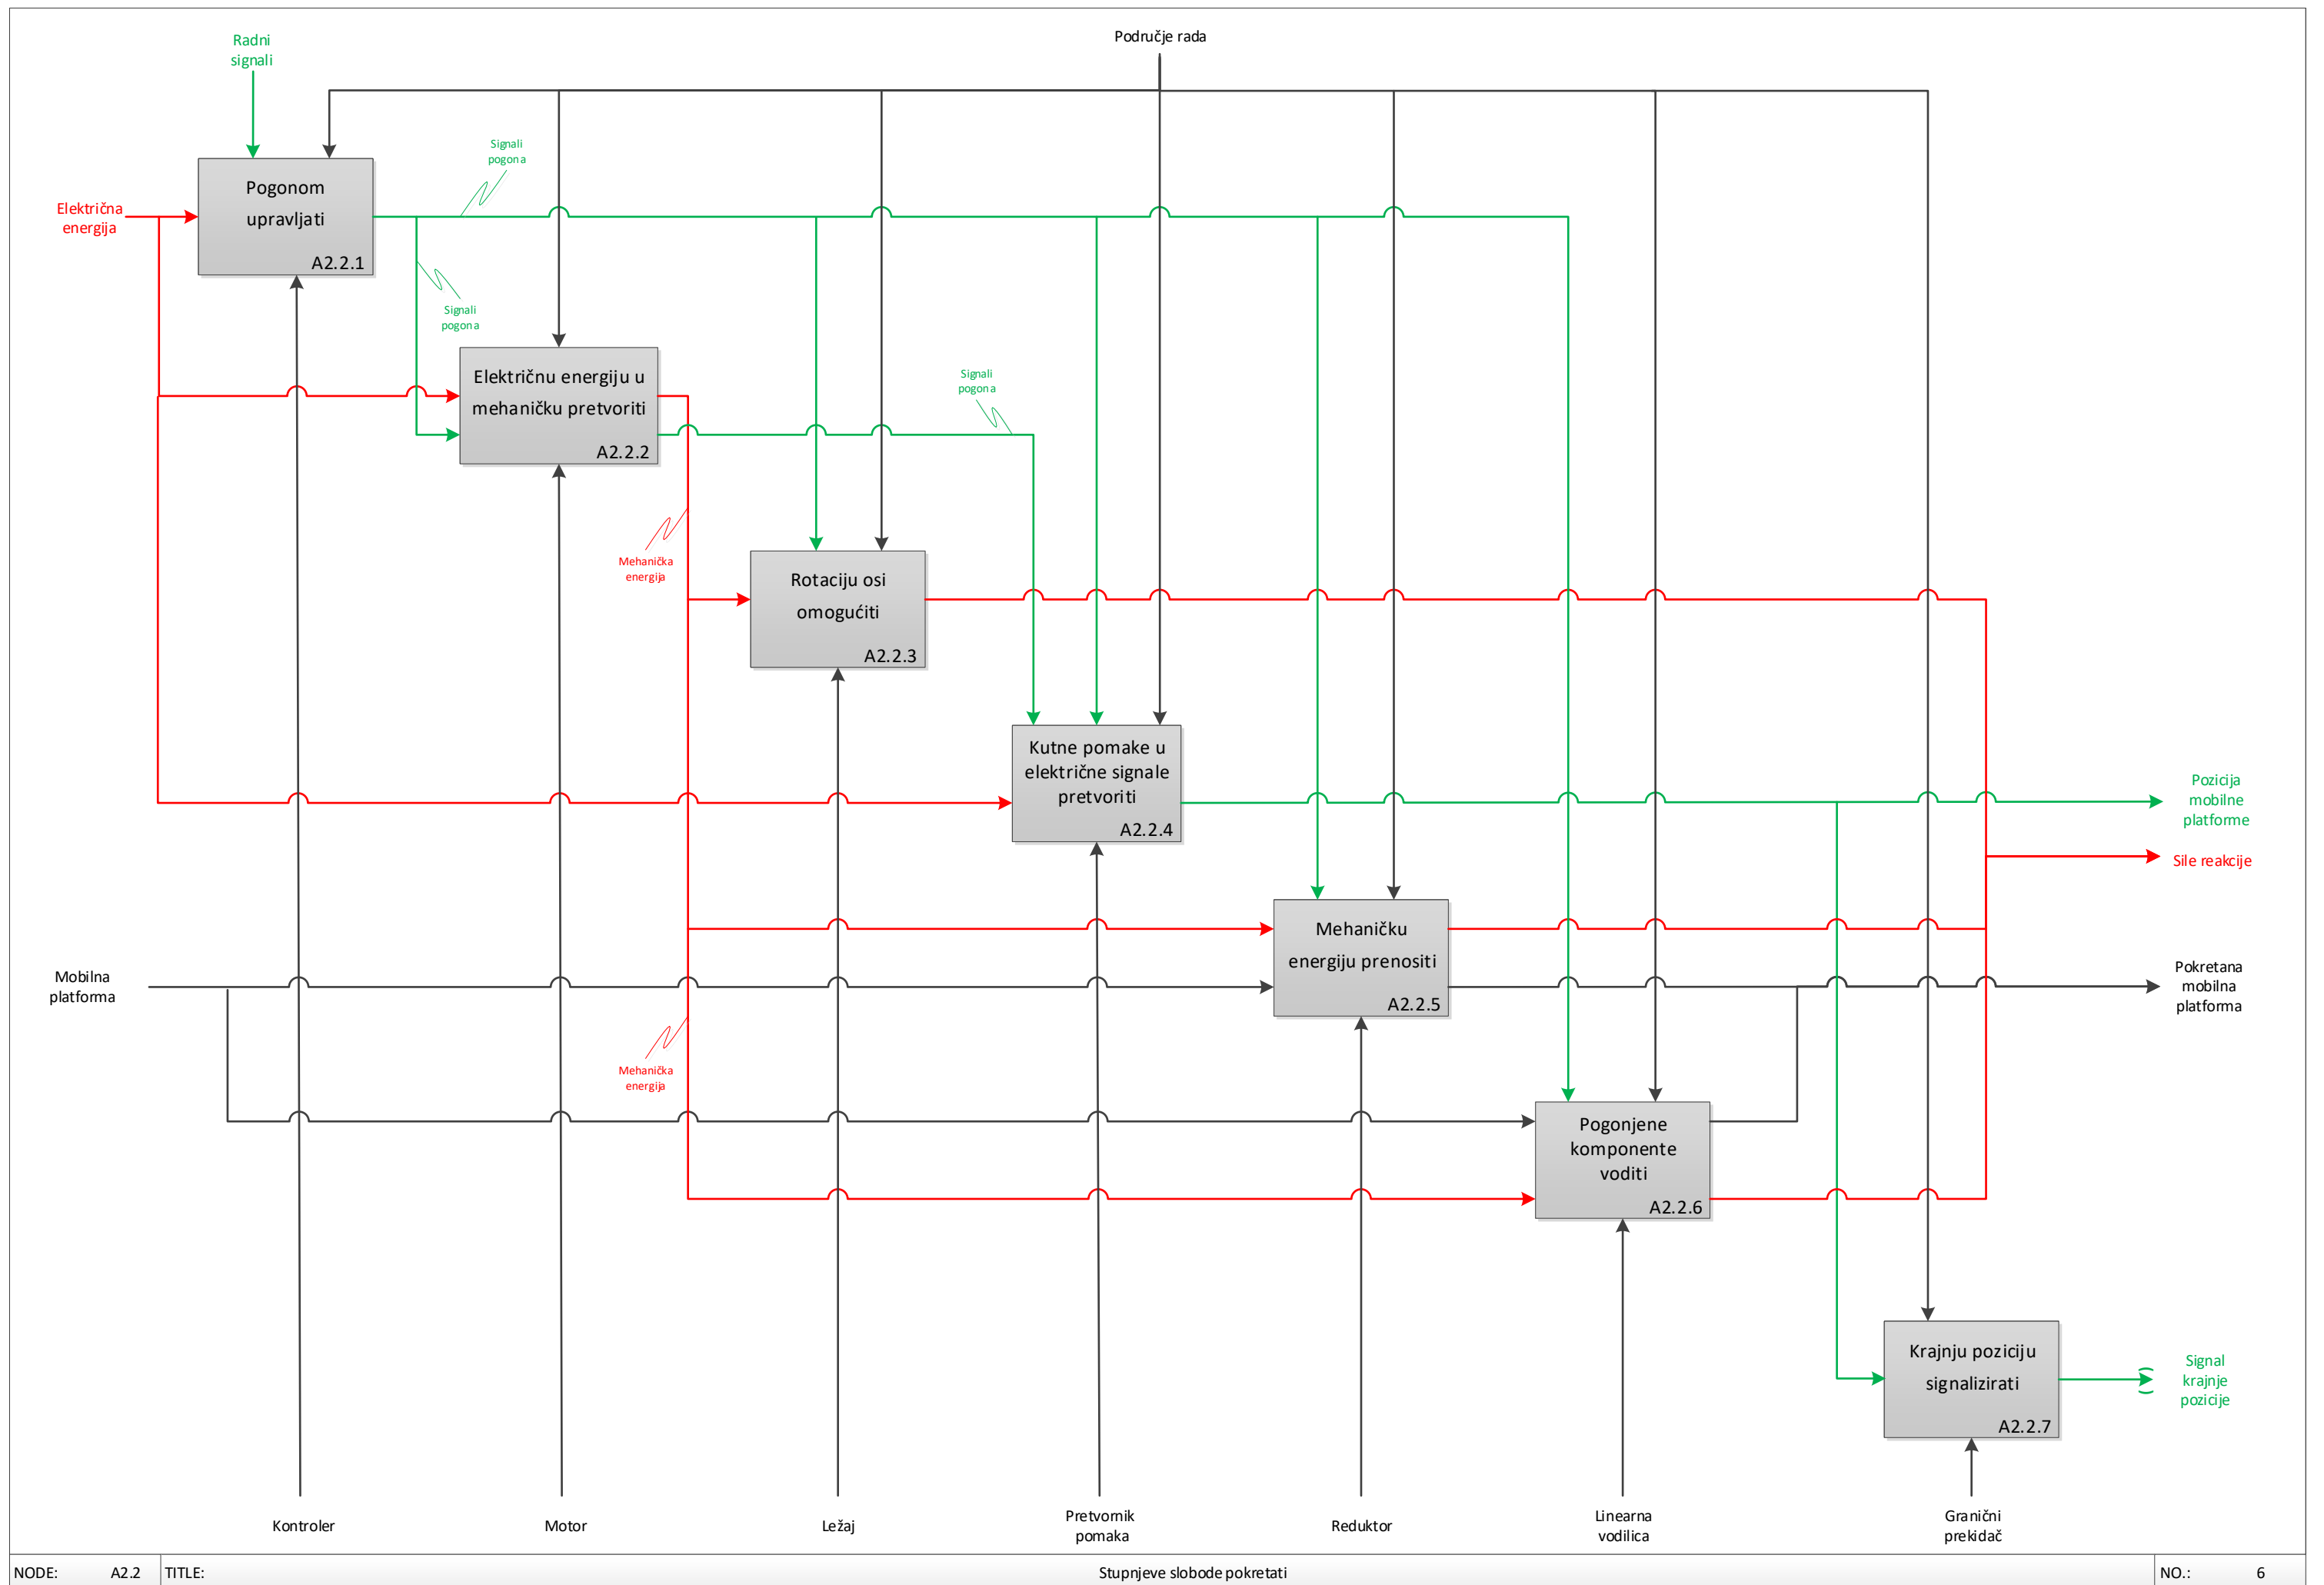 Radni
signali
Područje rada
Signali
pogona
Pogonom
upravljati
A2.2.1
Električna
energija
Signali
pogona
Električnu energiju u
mehaničku pretvoriti
A2.2.2
Signali
pogona
Mehanička
energija
Rotaciju osi
omogućiti
A2.2.3
Kutne pomake u
električne signale
pretvoriti
A2.2.4
Pozicija
mobilne
platforme
Sile reakcije
Mehaničku
energiju prenositi
A2.2.5
Mobilna
platforma
Pokretana
mobilna
platforma
Mehanička
energija
Pogonjene
komponente
voditi
A2.2.6
Krajnju poziciju
signalizirati
A2.2.7
Signal
krajnje
pozicije
Kontroler
Motor
Ležaj
Pretvornik
pomaka
Reduktor
Linearna
vodilica
Granični
prekidač
NODE: A2.2 TITLE: Stupnjeve slobode pokretati NO.: 6